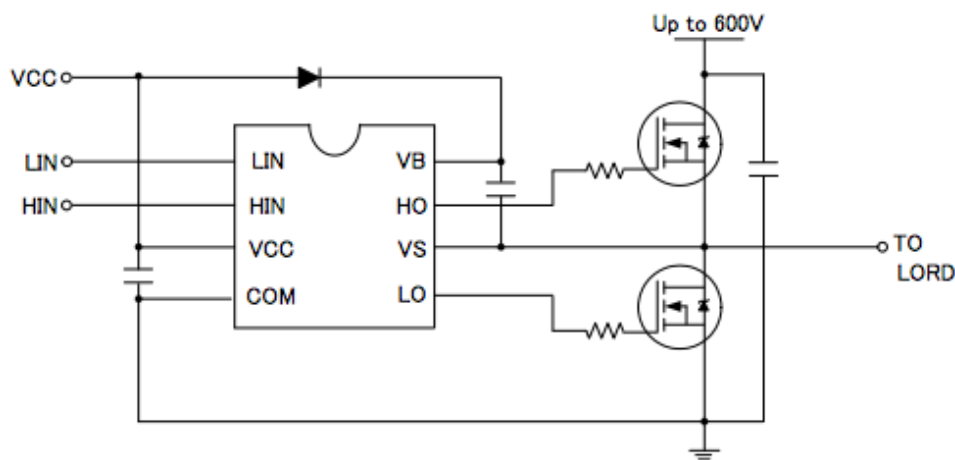 Up to 600V
VCC
LIN
LIN
VB
HIN
HIN
HO
VCC
VS
TO
LORD
COM
LO